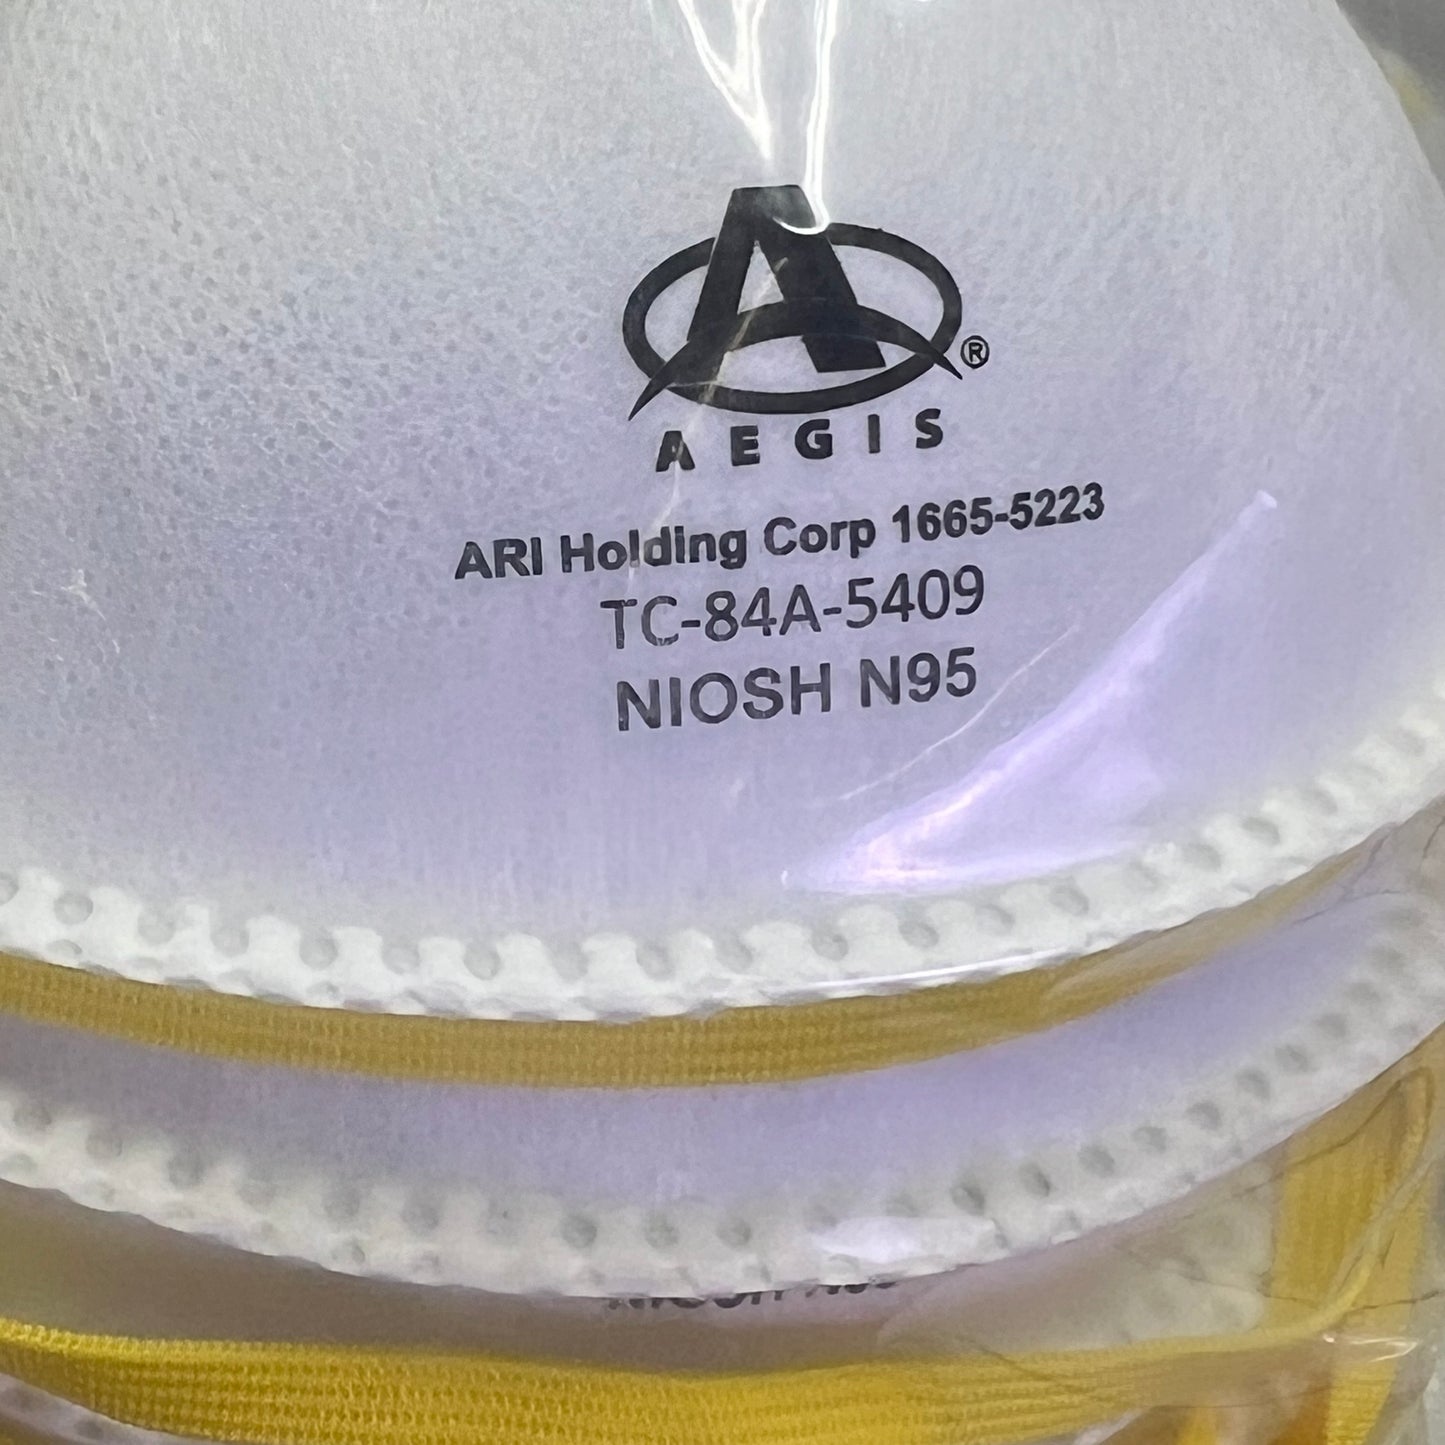 A®
AEGIS
ARI Holding Corp 1665-5223
TC-84A-5409
NIOSH N95